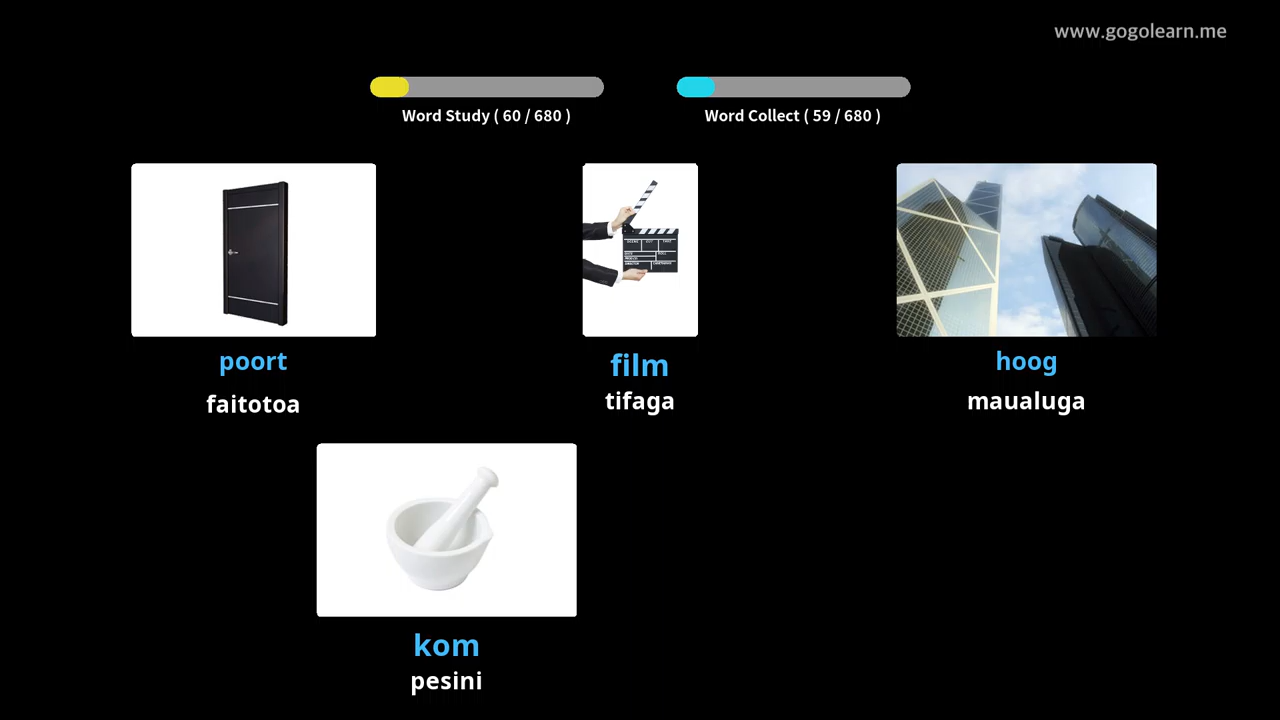 www.gogolearn.me
Word Study ( 60 / 680 )
Word Collect ( 59 / 680 )
poort
faitotoa
film
tifaga
hoog
maualuga
kom
pesini